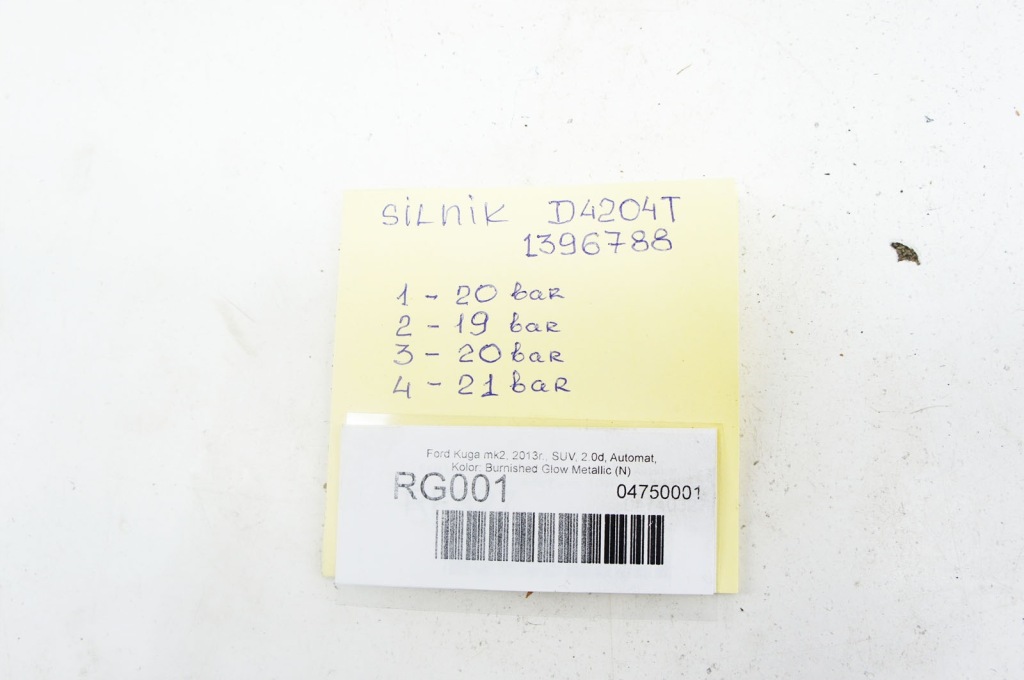 SiLniK D4204T
1396788
1 - 20 bar
2 - 19 bar
3 - 20 bar
4 - 21 bar
Ford Kuga mk2, 2013r., SUV, 2.0d, Automat,
Kolor: Burnished Glow Metallic (N)
RG001 04750001